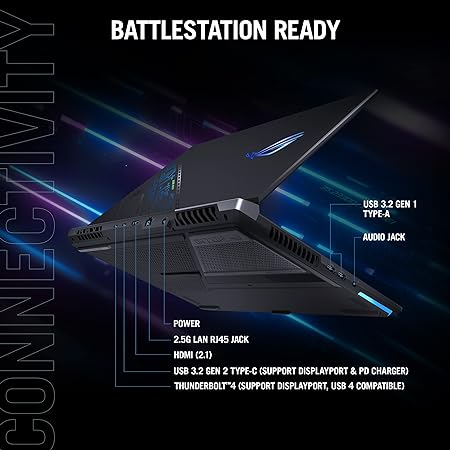 BATTLESTATION READY
CONNECTIVITY
USB 3.2 GEN 1
TYPE-A
AUDIO JACK
POWER
2.5G LAN RJ45 JACK
HDMI (2.1)
USB 3.2 GEN 2 TYPE-C (SUPPORT DISPLAYPORT & PD CHARGER)
THUNDERBOLT™4 (SUPPORT DISPLAYPORT, USB 4 COMPATIBLE)